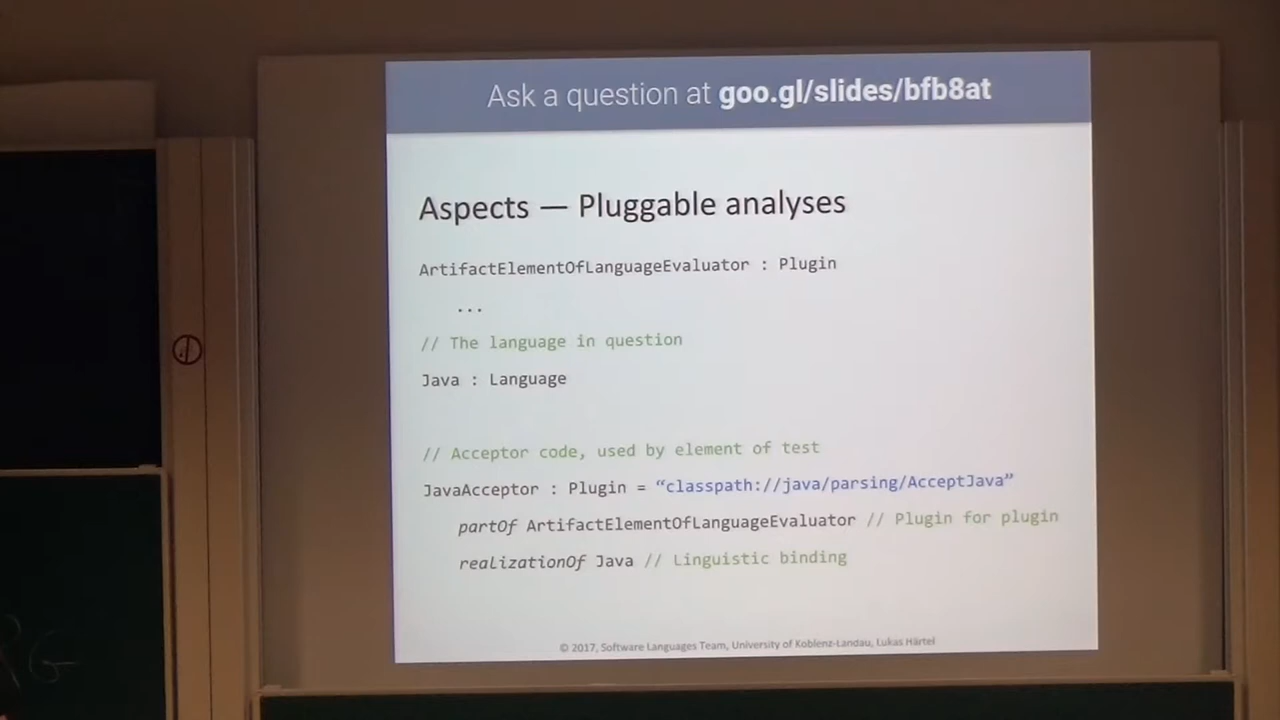 Ask a question at goo.gl/slides/bfb8at
Aspects — Pluggable analyses
ArtifactElementOfLanguageEvaluator : Plugin
...
// The language in question
Java : Language
// Acceptor code, used by element of test
JavaAcceptor : Plugin = “classpath://java/parsing/AcceptJava”
partOf ArtifactElementOfLanguageEvaluator // Plugin for plugin
realizationOf Java // Linguistic binding
© 2017, Software Languages Team, University of Koblenz-Landau, Lukas Härtel